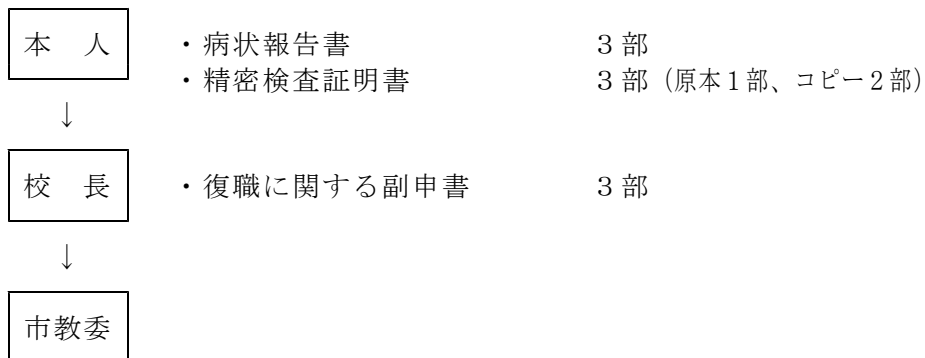 本　人　・病状報告書　３部
・精密検査証明書　３部（原本１部、コピー２部）
↓
校　長　・復職に関する副申書　３部
↓
市教委